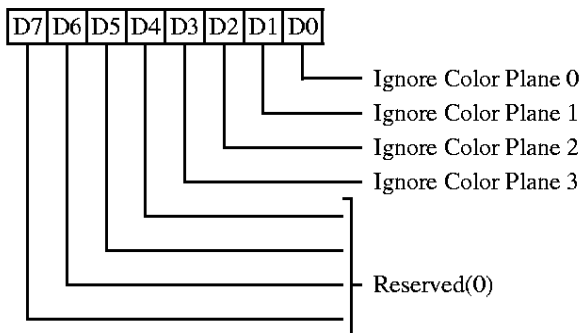 D7 D6 D5 D4 D3 D2 D1 D0
Ignore Color Plane 0
Ignore Color Plane 1
Ignore Color Plane 2
Ignore Color Plane 3
Reserved(0)